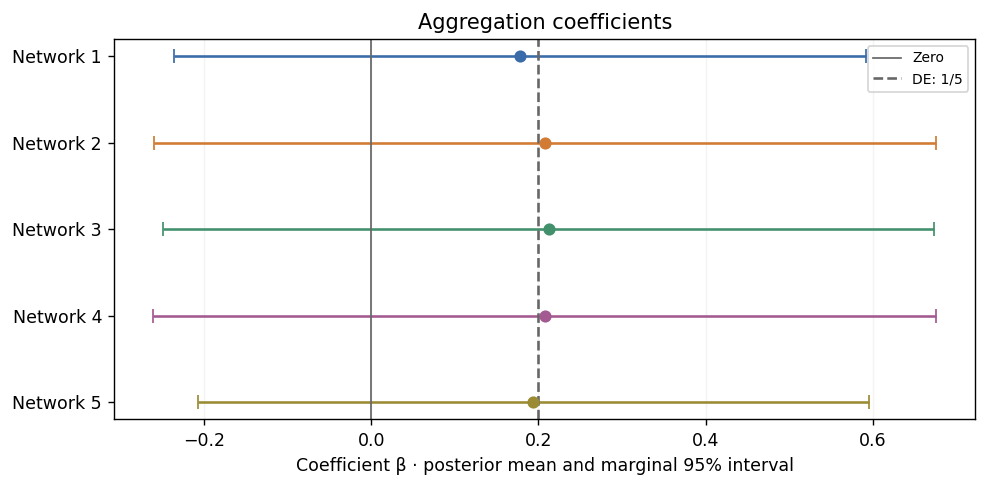 Aggregation coefficients
Network 1
Network 2
Network 3
Network 4
Network 5
Zero
DE: 1/5
−0.2 0.0 0.2 0.4 0.6
Coefficient β · posterior mean and marginal 95% interval